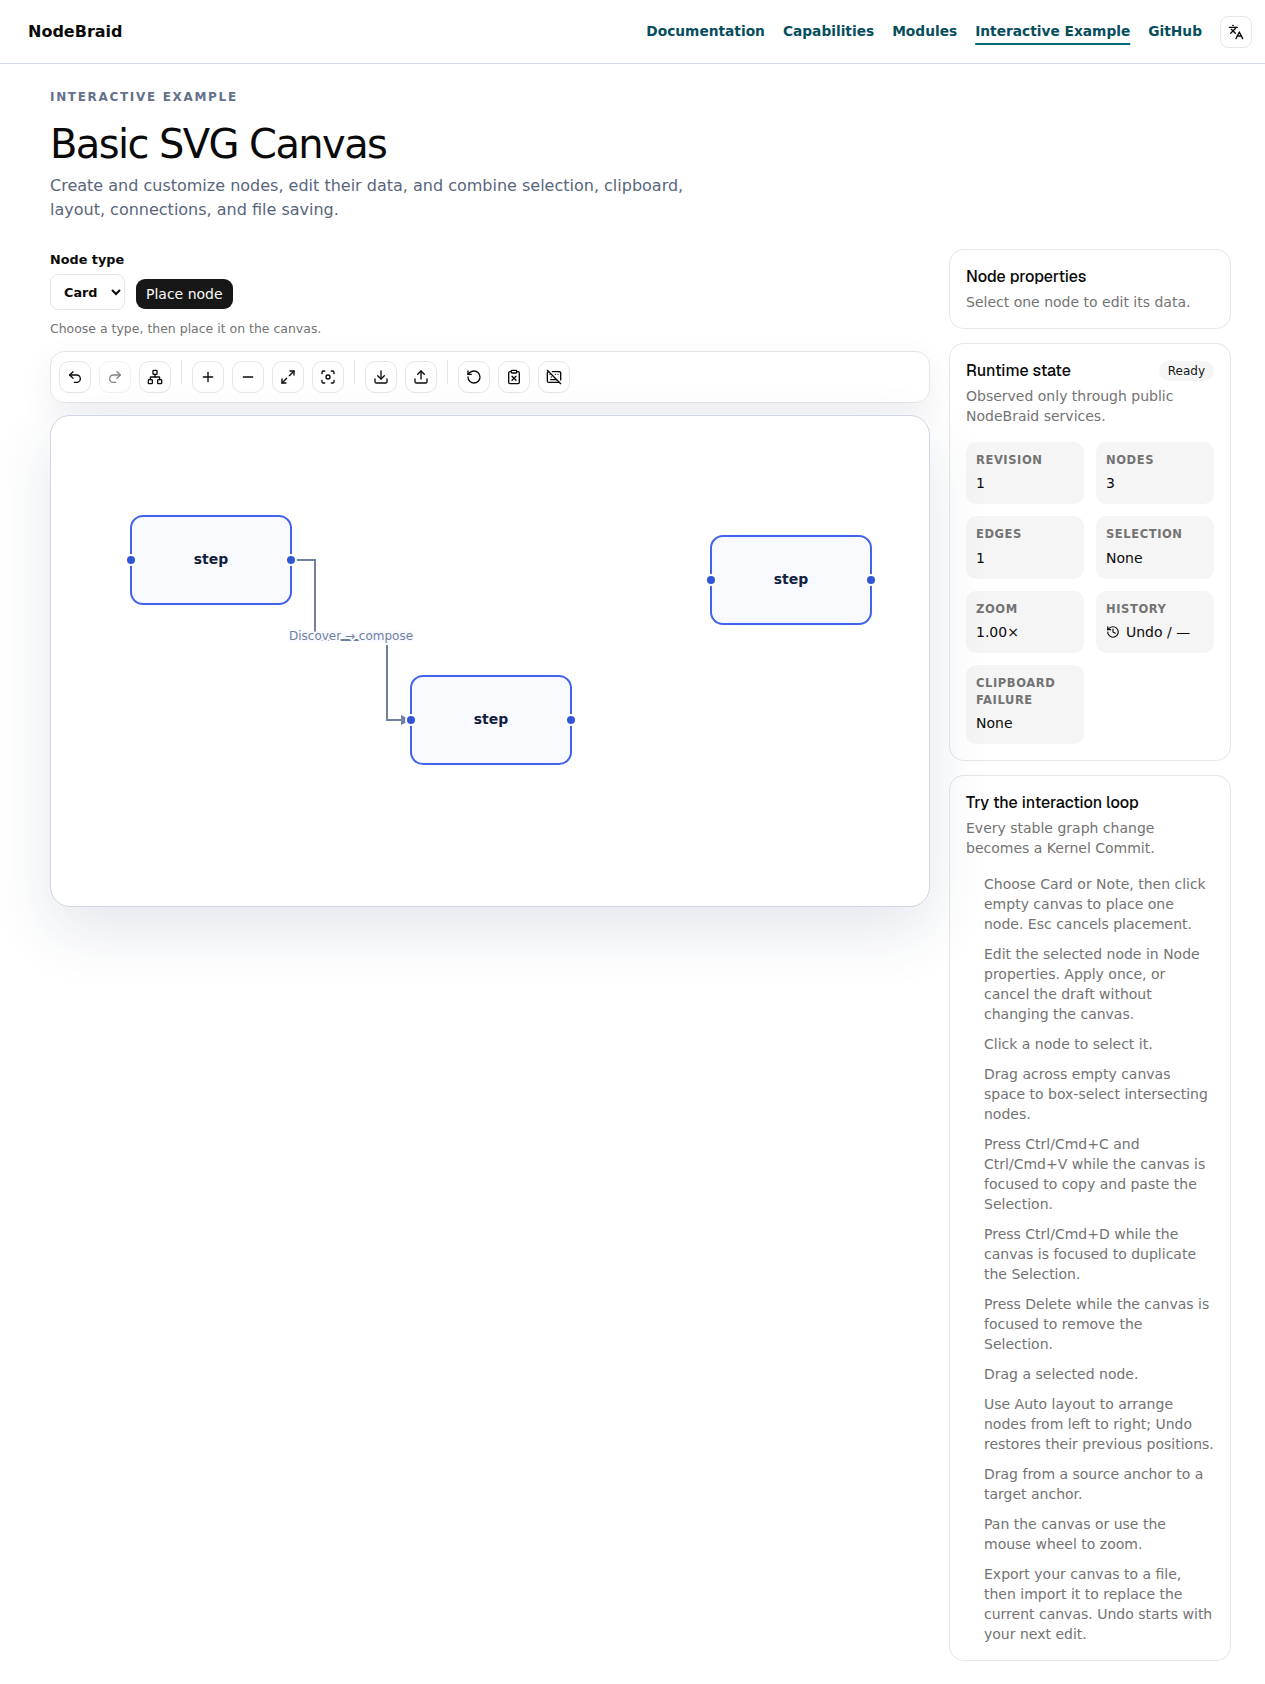 NodeBraid
Documentation
Capabilities
Modules
Interactive Example
GitHub
INTERACTIVE EXAMPLE
Basic SVG Canvas
Create and customize nodes, edit their data, and combine selection, clipboard,
layout, connections, and file saving.
Node type
Card
Place node
Choose a type, then place it on the canvas.
step
step
Discover → compose
step
Node properties
Select one node to edit its data.
Runtime state
Ready
Observed only through public
NodeBraid services.
REVISION
1
NODES
3
EDGES
1
SELECTION
None
ZOOM
1.00×
HISTORY
Undo / —
CLIPBOARD
FAILURE
None
Try the interaction loop
Every stable graph change
becomes a Kernel Commit.
Choose Card or Note, then click
empty canvas to place one
node. Esc cancels placement.
Edit the selected node in Node
properties. Apply once, or
cancel the draft without
changing the canvas.
Click a node to select it.
Drag across empty canvas
space to box-select intersecting
nodes.
Press Ctrl/Cmd+C and
Ctrl/Cmd+V while the canvas is
focused to copy and paste the
Selection.
Press Ctrl/Cmd+D while the
canvas is focused to duplicate
the Selection.
Press Delete while the canvas is
focused to remove the
Selection.
Drag a selected node.
Use Auto layout to arrange
nodes from left to right; Undo
restores their previous positions.
Drag from a source anchor to a
target anchor.
Pan the canvas or use the
mouse wheel to zoom.
Export your canvas to a file,
then import it to replace the
current canvas. Undo starts with
your next edit.